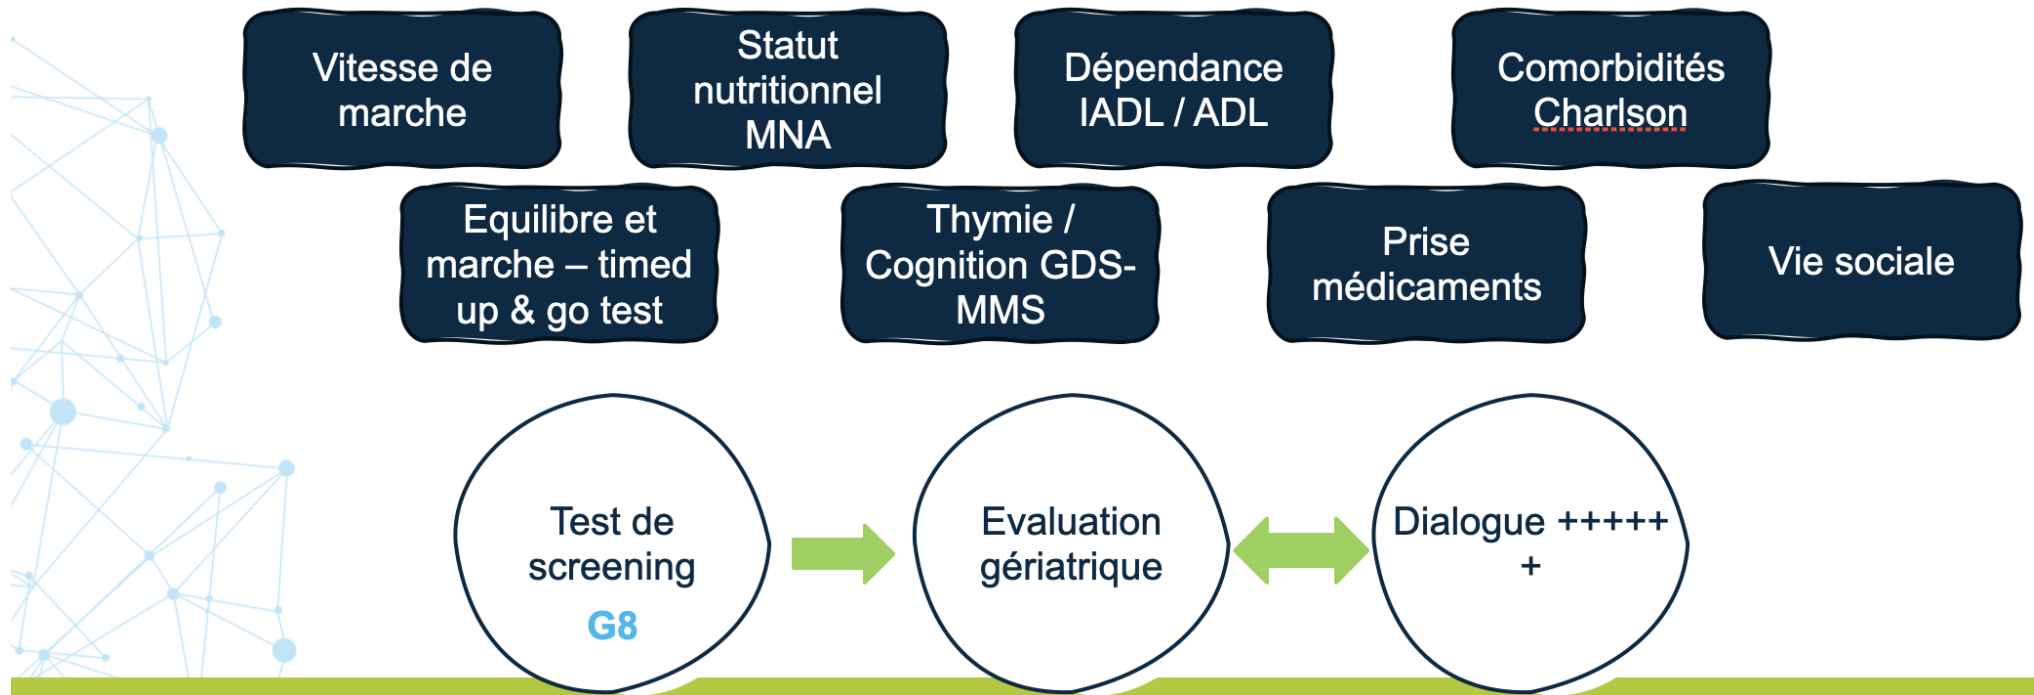 Vitesse de
marche
Statut
nutritionnel
MNA
Dépendance
IADL / ADL
Comorbidités
Charlson
Equilibre et
marche – timed
up & go test
Thymie /
Cognition GDS-
MMS
Prise
médicaments
Vie sociale
Test de
screening
G8
Evaluation
gériatrique
Dialogue +++++
+